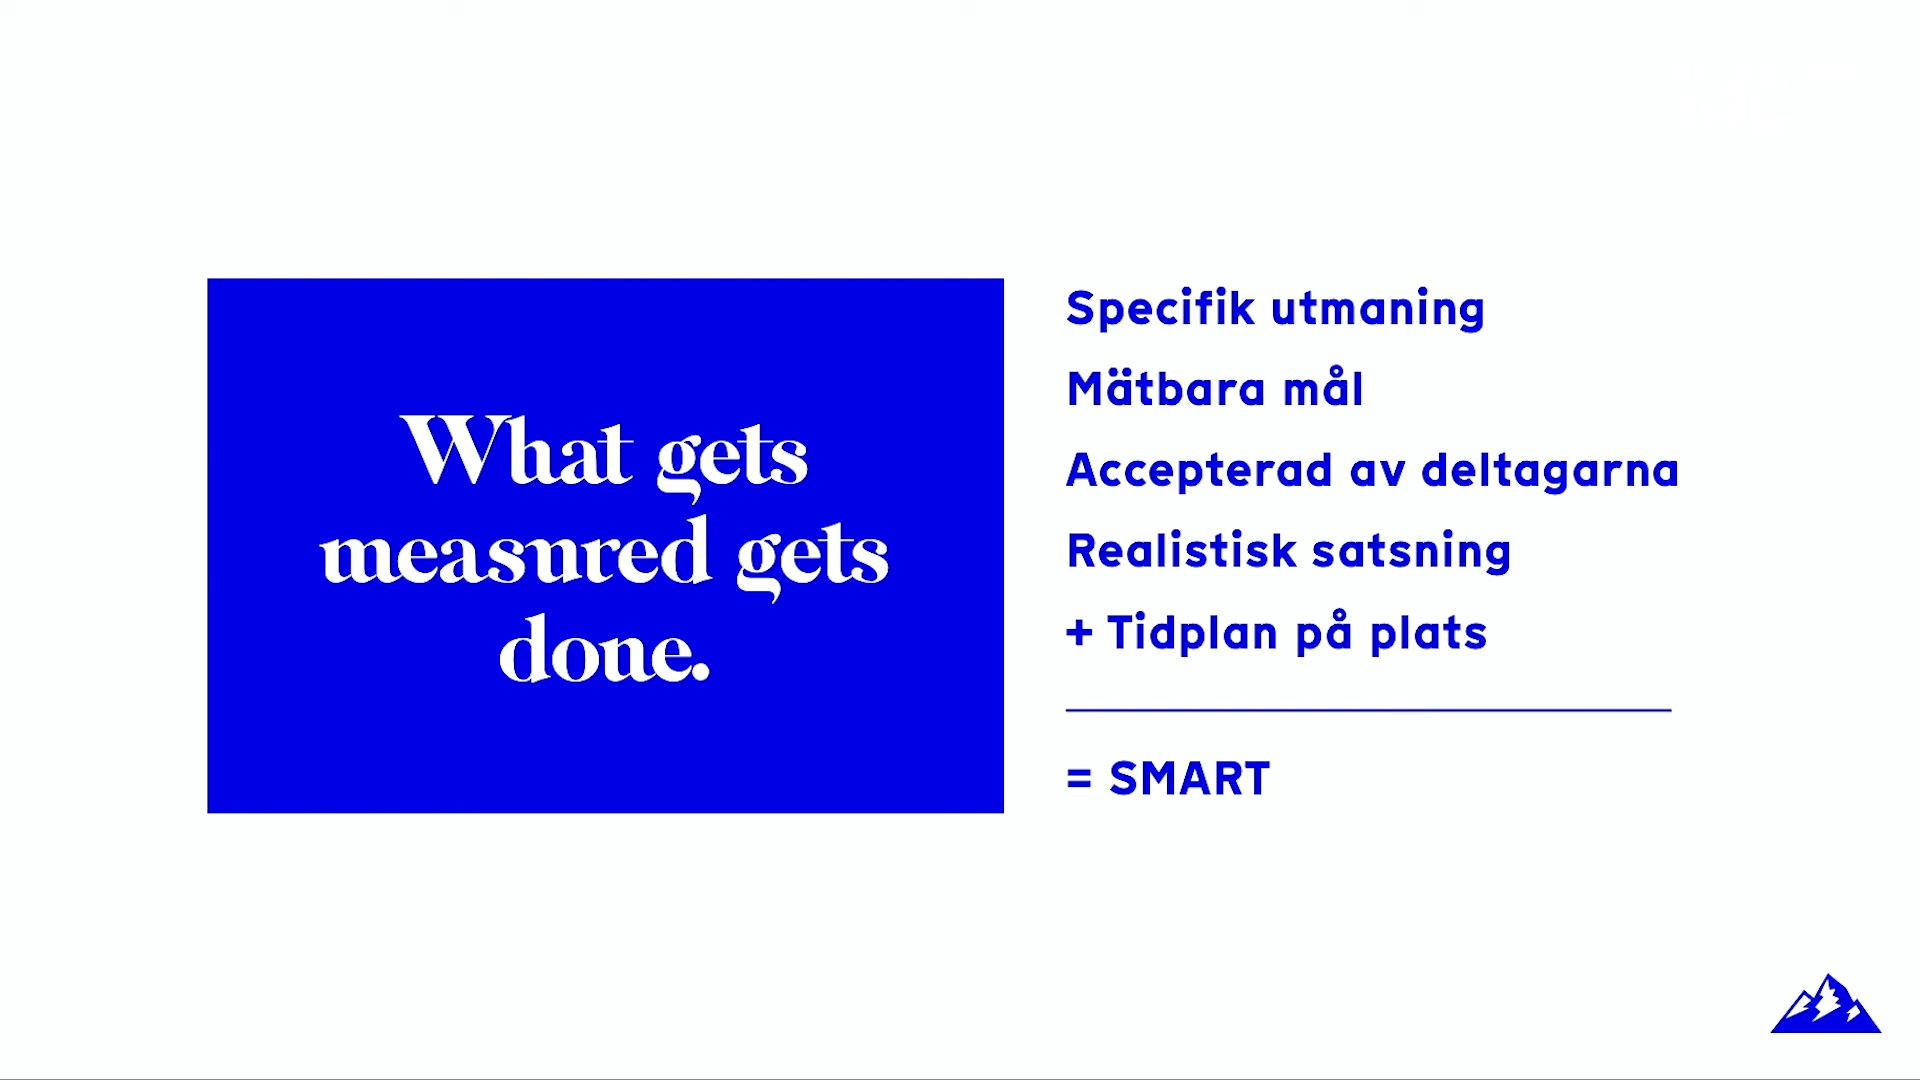 What gets
measured gets
done.
Specifik utmaning
Mätbara mål
Accepterad av deltagarna
Realistisk satsning
+ Tidplan på plats
= SMART